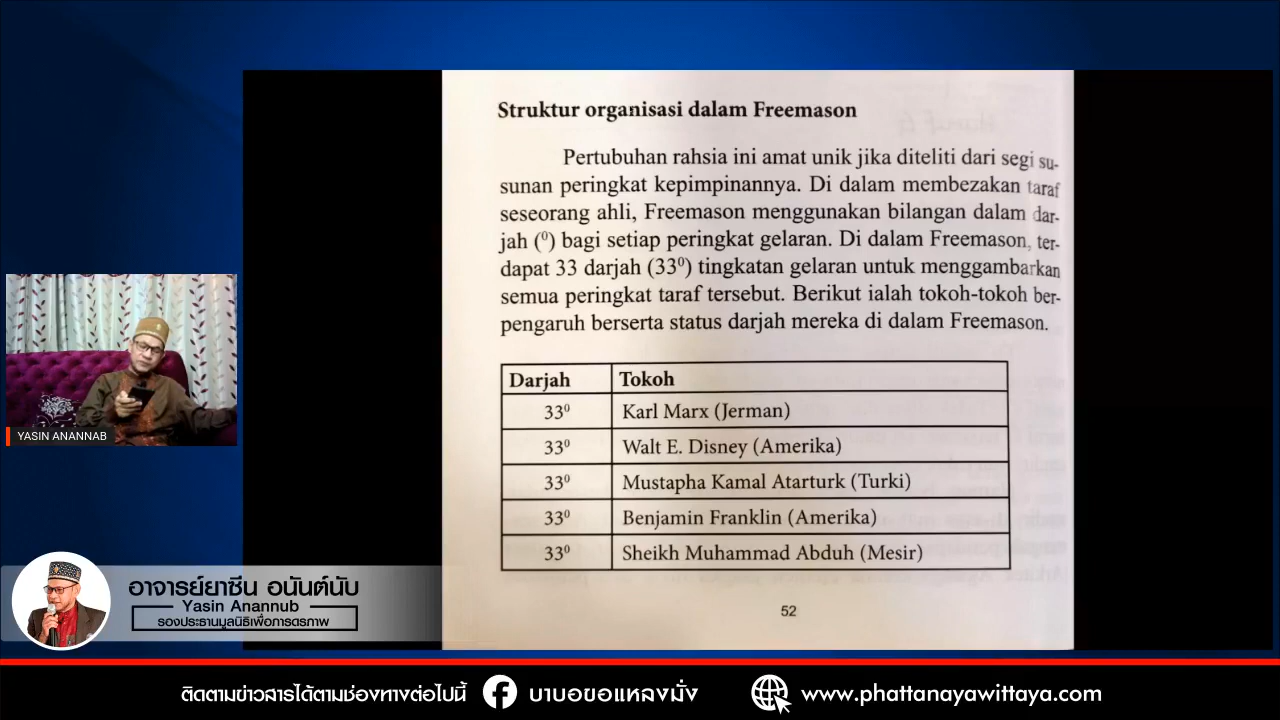 Struktur organisasi dalam Freemason
Pertubuhan rahsia ini amat unik jika diteliti dari segi su-
sunan peringkat kepimpinannya. Di dalam membezakan taraf
seseorang ahli, Freemason menggunakan bilangan dalam dar-
jah (⁰) bagi setiap peringkat gelaran. Di dalam Freemason, ter-
dapat 33 darjah (33⁰) tingkatan gelaran untuk menggambarkan
semua peringkat taraf tersebut. Berikut ialah tokoh-tokoh ber-
pengaruh berserta status darjah mereka di dalam Freemason.
Darjah Tokoh
33⁰ Karl Marx (Jerman)
33⁰ Walt E. Disney (Amerika)
33⁰ Mustapha Kamal Atarturk (Turki)
33⁰ Benjamin Franklin (Amerika)
33⁰ Sheikh Muhammad Abduh (Mesir)
52
YASIN ANANNAB
อาจารย์ยาซีน อนันต์นับ
Yasin Anannub
รองประธานมูลนิธิเพื่อภารดรภาพ
ติดตามข่าวสารได้ตามช่องทางต่อไปนี้ บาบอขอแหลงมั่ง www.phattanayawittaya.com